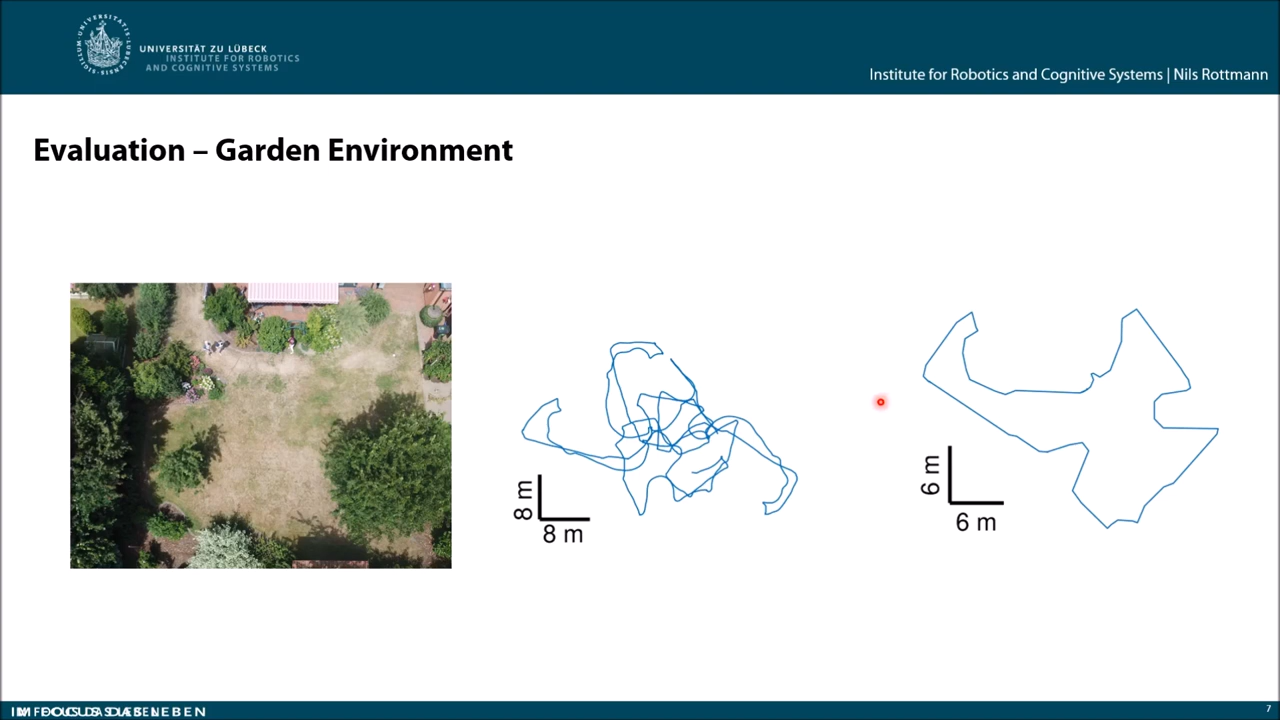 UNIVERSITÄT ZU LÜBECK
INSTITUTE FOR ROBOTICS
AND COGNITIVE SYSTEMS
Institute for Robotics and Cognitive Systems | Nils Rottmann
Evaluation – Garden Environment
8 m
8 m
6 m
6 m
7